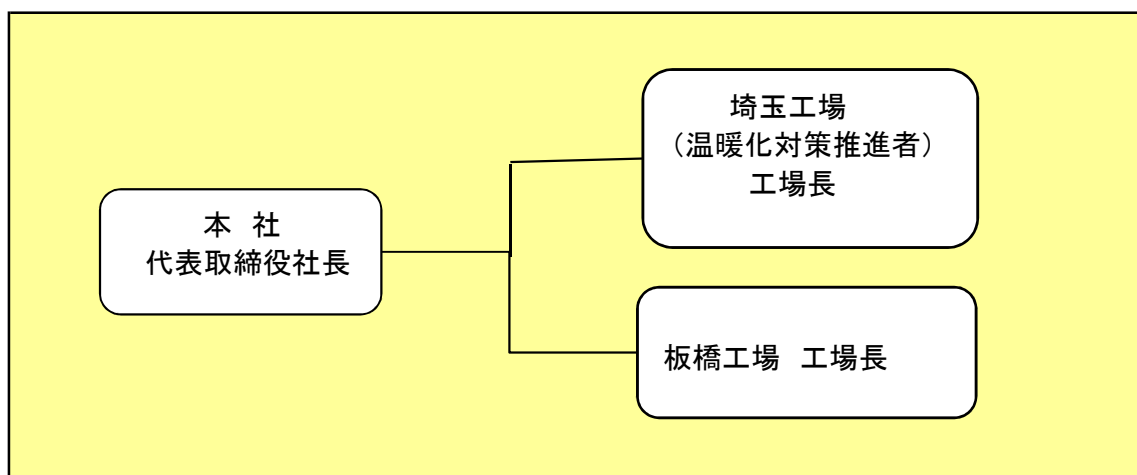 本 社
代表取締役社長
埼玉工場
（温暖化対策推進者）
工場長
板橋工場 工場長